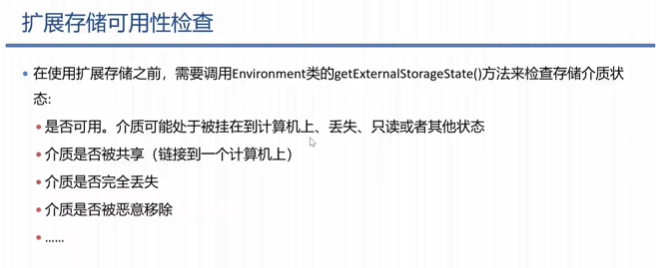 扩展存储可用性检查
• 在使用扩展存储之前，需要调用Environment类的getExternalStorageState()方法来检查存储介质状
态:
• 是否可用。介质可能处于被挂在到计算机上、丢失、只读或者其他状态
• 介质是否被共享（链接到一个计算机上）
• 介质是否完全丢失
• 介质是否被恶意移除
• ……